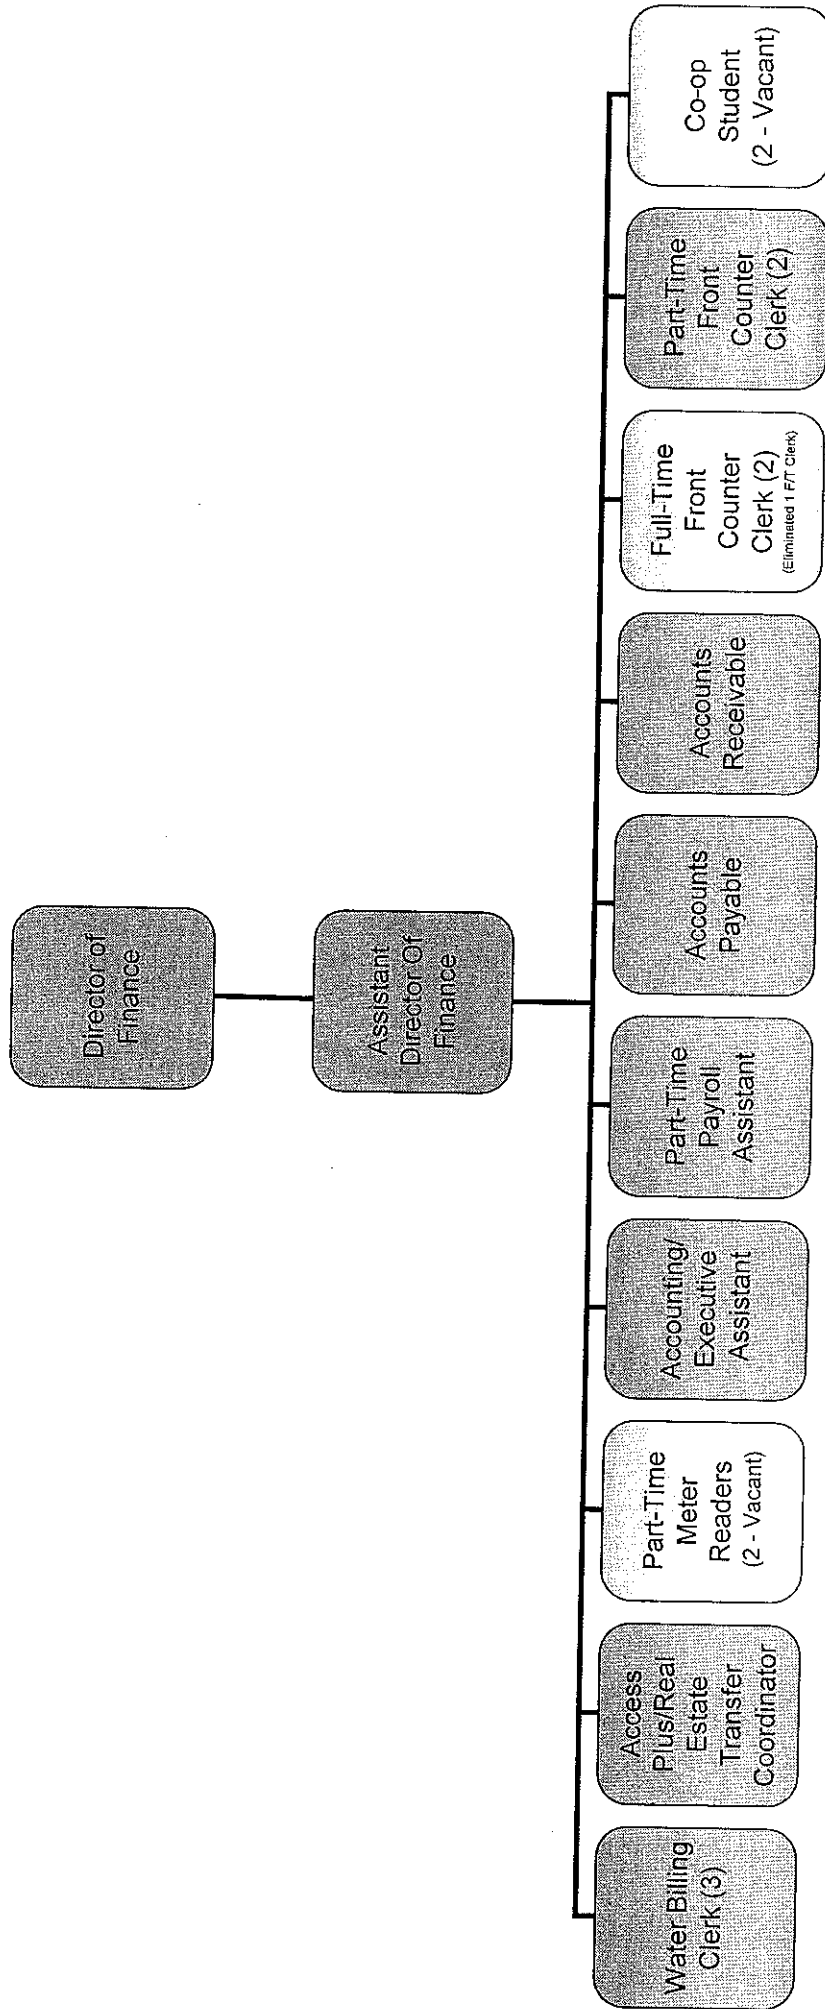 Director of
Finance
Assistant
Director Of
Finance
Water Billing
Clerk (3)
Access
Plus/Real
Estate
Transfer
Coordinator
Part-Time
Meter
Readers
(2 - Vacant)
Accounting/
Executive
Assistant
Part-Time
Payroll
Assistant
Accounts
Payable
Accounts
Receivable
Full-Time
Front
Counter
Clerk (2)
(Eliminated 1 F/T Clerk)
Part-Time
Front
Counter
Clerk (2)
Co-op
Student
(2 - Vacant)